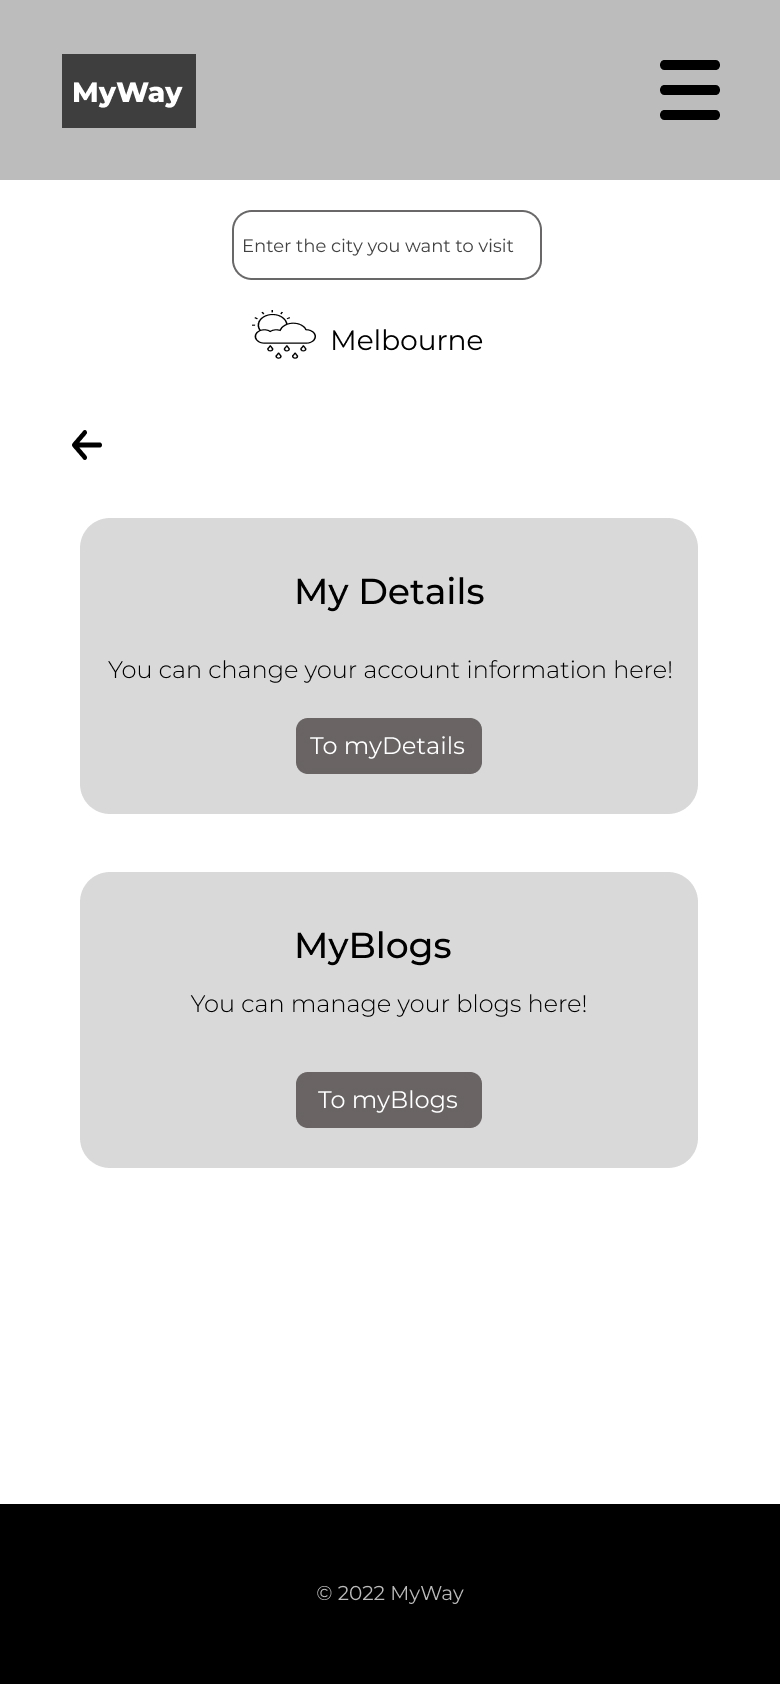 MyWay
Enter the city you want to visit
Melbourne
My Details
You can change your account information here!
To myDetails
MyBlogs
You can manage your blogs here!
To myBlogs
© 2022 MyWay